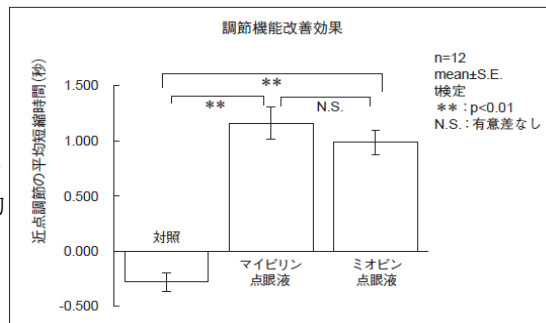 調節機能改善効果
n=12
mean±S.E.
t検定
**：p<0.01
N.S.：有意差なし
近点調節の平均短縮時間(秒)
1.500
1.000
0.500
0.000
-0.500
**
**
N.S.
対照
マイピリン
点眼液
ミオピン
点眼液